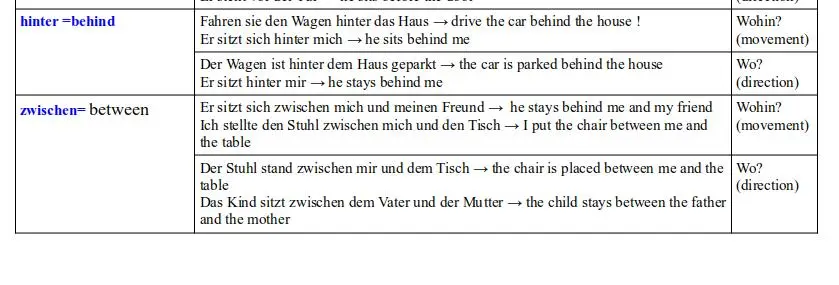 hinter =behind
Fahren sie den Wagen hinter das Haus → drive the car behind the house !
Er sitzt sich hinter mich → he sits behind me
Wohin?
(movement)
Der Wagen ist hinter dem Haus geparkt → the car is parked behind the house
Er sitzt hinter mir → he stays behind me
Wo?
(direction)
zwischen= between
Er sitzt sich zwischen mich und meinen Freund → he stays behind me and my friend
Ich stellte den Stuhl zwischen mich und den Tisch → I put the chair between me and
the table
Wohin?
(movement)
Der Stuhl stand zwischen mir und dem Tisch → the chair is placed between me and the
table
Das Kind sitzt zwischen dem Vater und der Mutter → the child stays between the father
and the mother
Wo?
(direction)